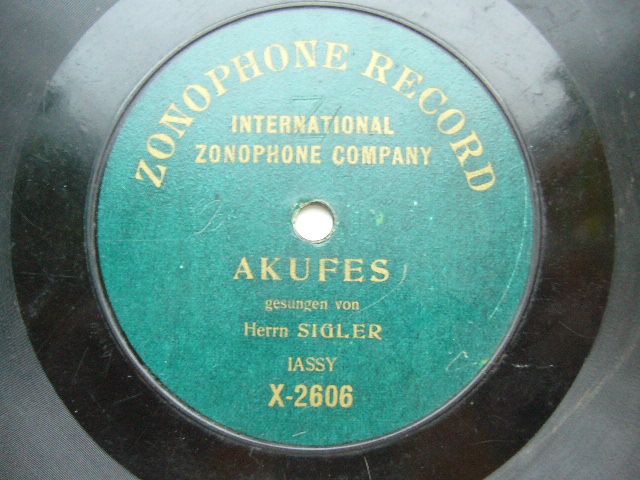 ZONOPHONE RECORD
INTERNATIONAL
ZONOPHONE COMPANY
AKUFES
gesungen von
Herrn SIGLER
IASSY
X-2606